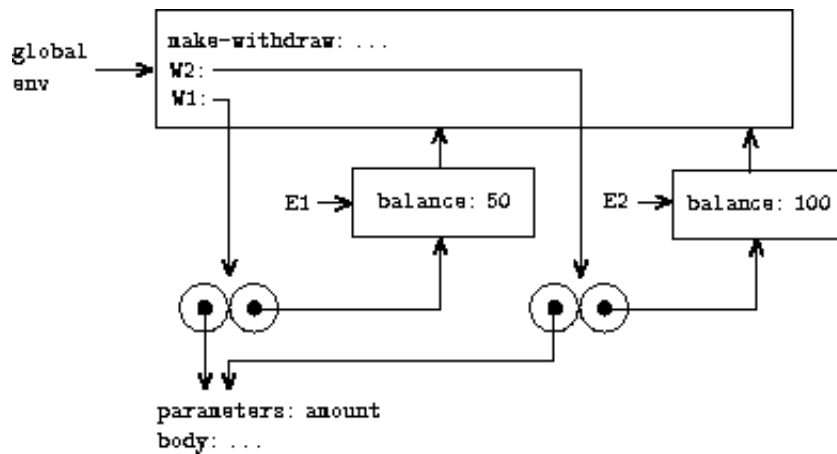 global
env
make-withdraw: ...
W2:
W1:
E1
balance: 50
E2
balance: 100
parameters: amount
body: ...